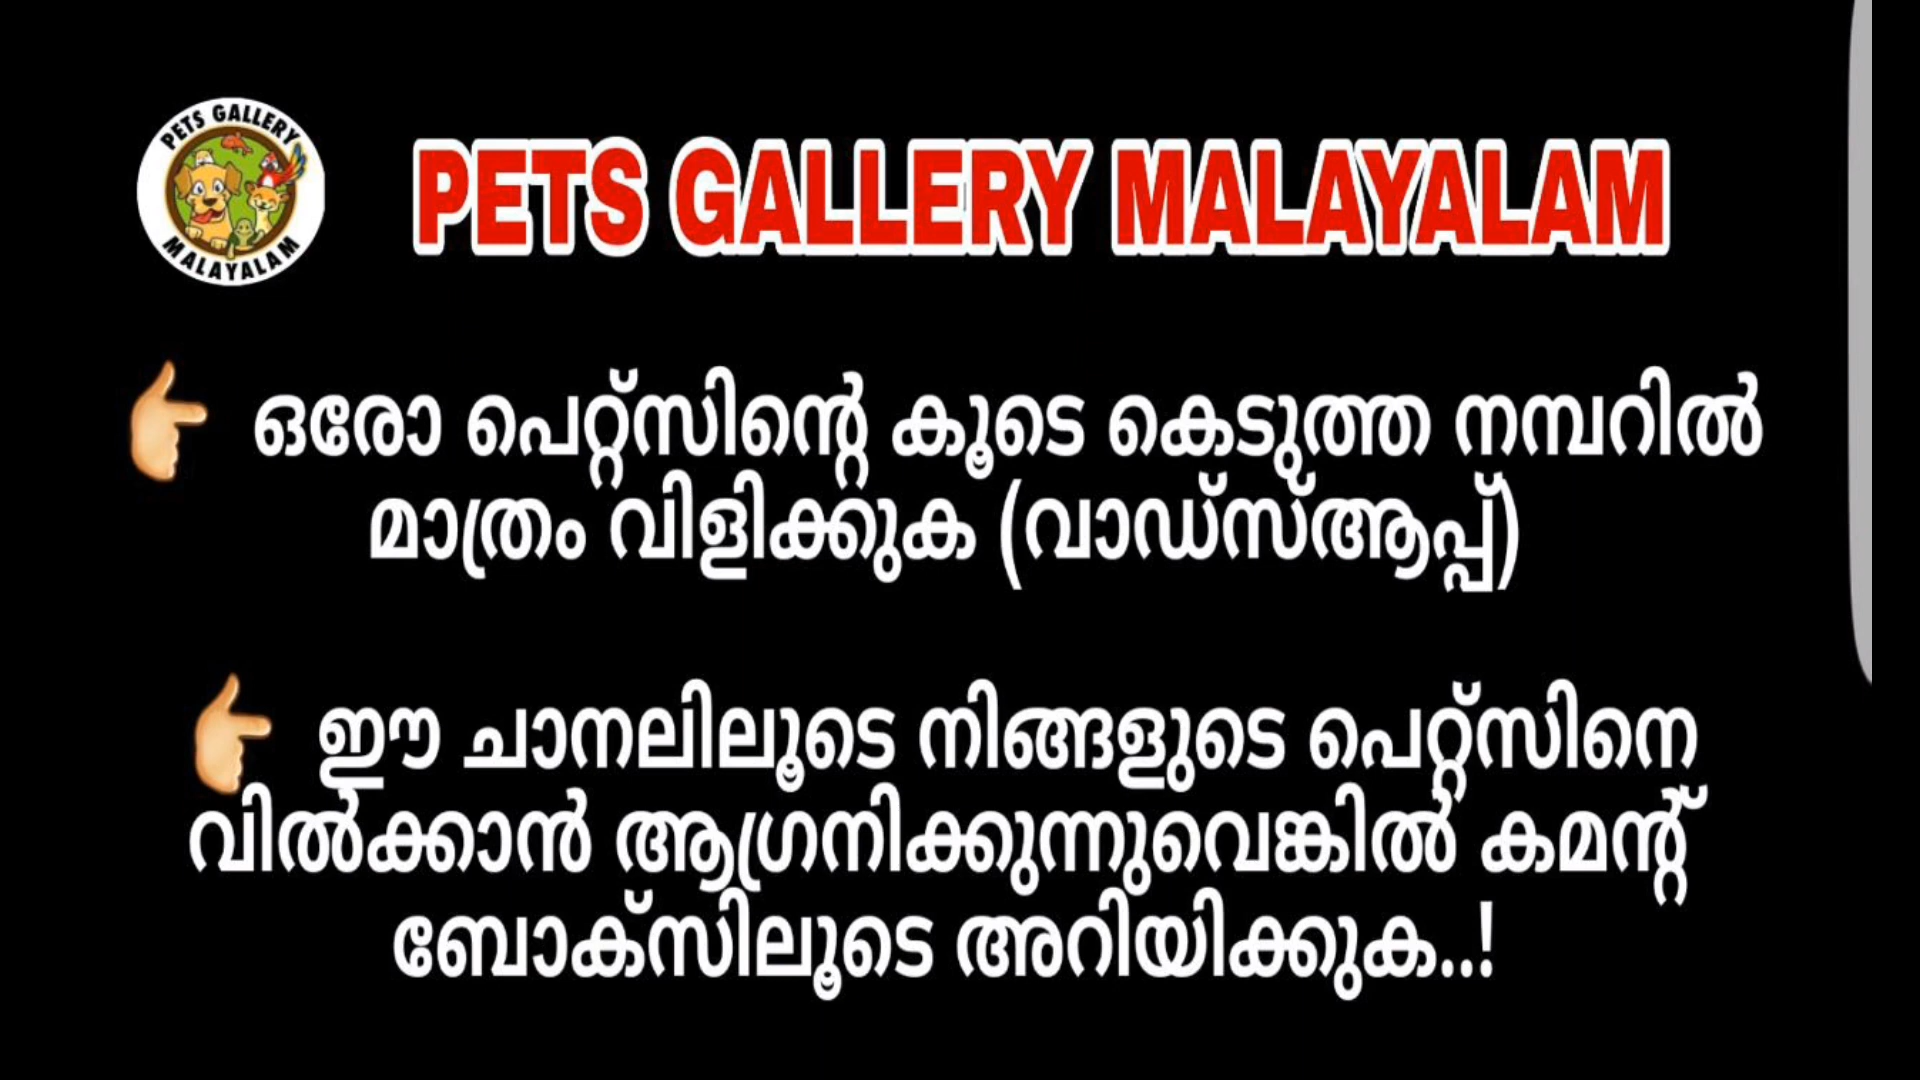 PETS GALLERY
MALAYALAM
PETS GALLERY MALAYALAM
👉 ഒരോ പെറ്റ്സിന്റെ കൂടെ കെടുത്ത നമ്പറിൽ
മാത്രം വിളിക്കുക (വാഡ്സ്ആപ്പ്)
👉 ഈ ചാനലിലൂടെ നിങ്ങളുടെ പെറ്റ്സിനെ
വിൽക്കാൻ ആഗ്രനിക്കുന്നുവെങ്കിൽ കമന്റ്
ബോക്സിലൂടെ അറിയിക്കുക..!